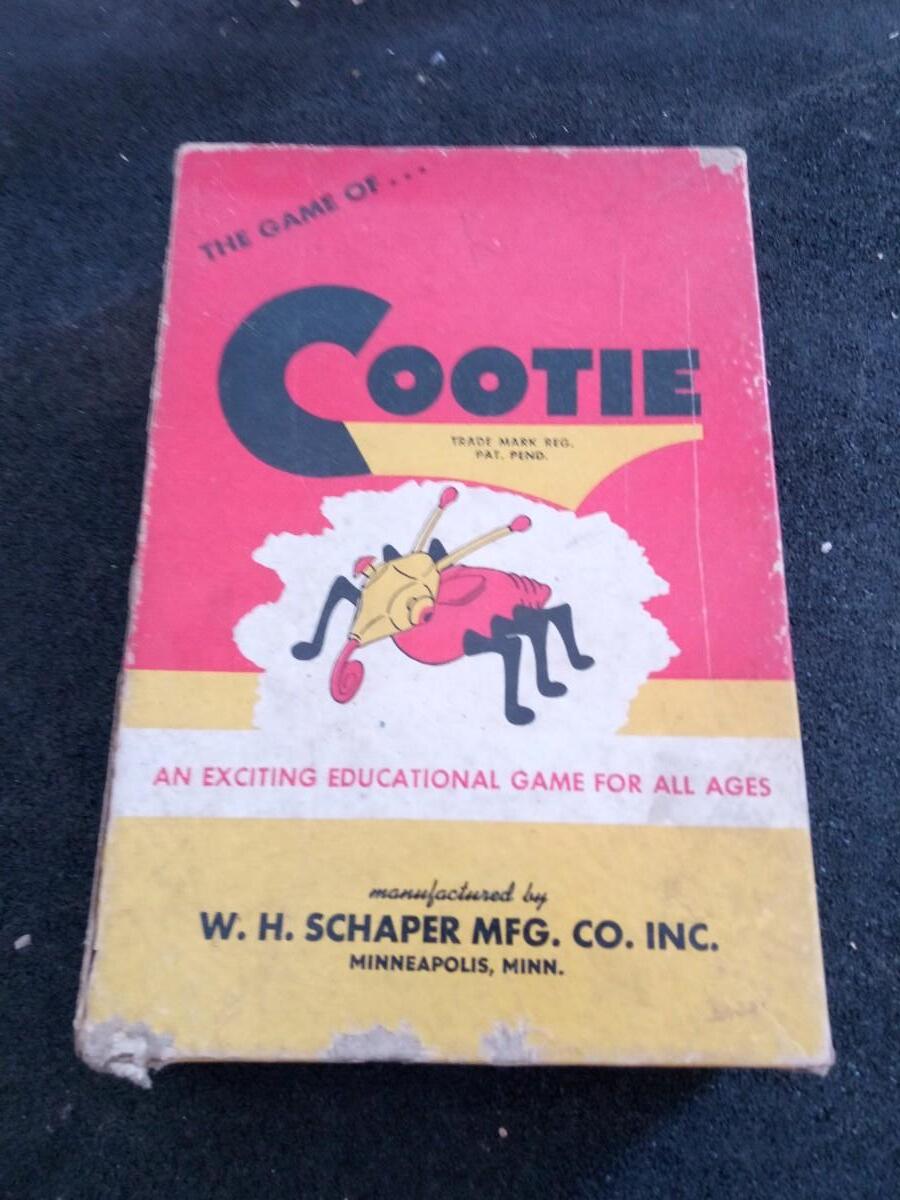 THE GAME OF...
COOTIE
TRADE MARK REG.
PAT. PEND.
AN EXCITING EDUCATIONAL GAME FOR ALL AGES
manufactured by
W. H. SCHAPER MFG. CO. INC.
MINNEAPOLIS, MINN.